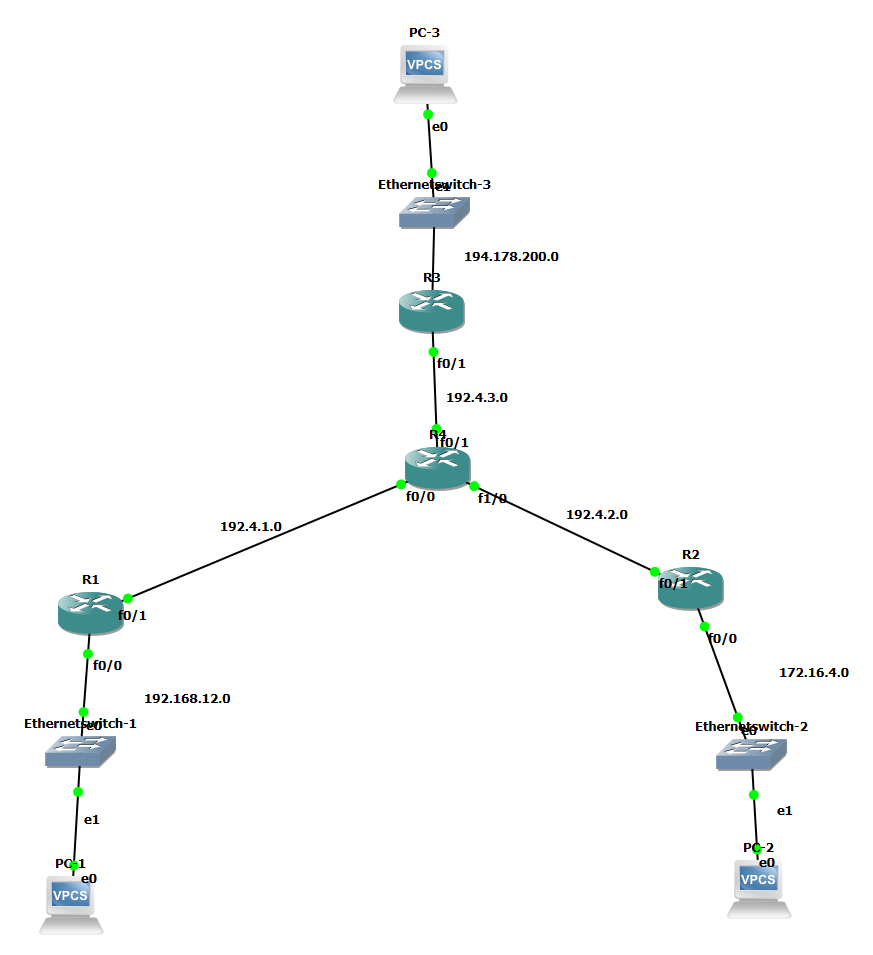 PC-3
VPCS
e0
Ethernetswitch-3
e1
194.178.200.0
R3
f0/1
192.4.3.0
R4
f0/1
f0/0
f1/0
192.4.1.0
192.4.2.0
R2
f0/1
R1
f0/1
f0/0
f0/0
172.16.4.0
192.168.12.0
Ethernetswitch-1
e0
Ethernetswitch-2
e0
e1
e1
PC-1
e0
VPCS
PC-2
e0
VPCS